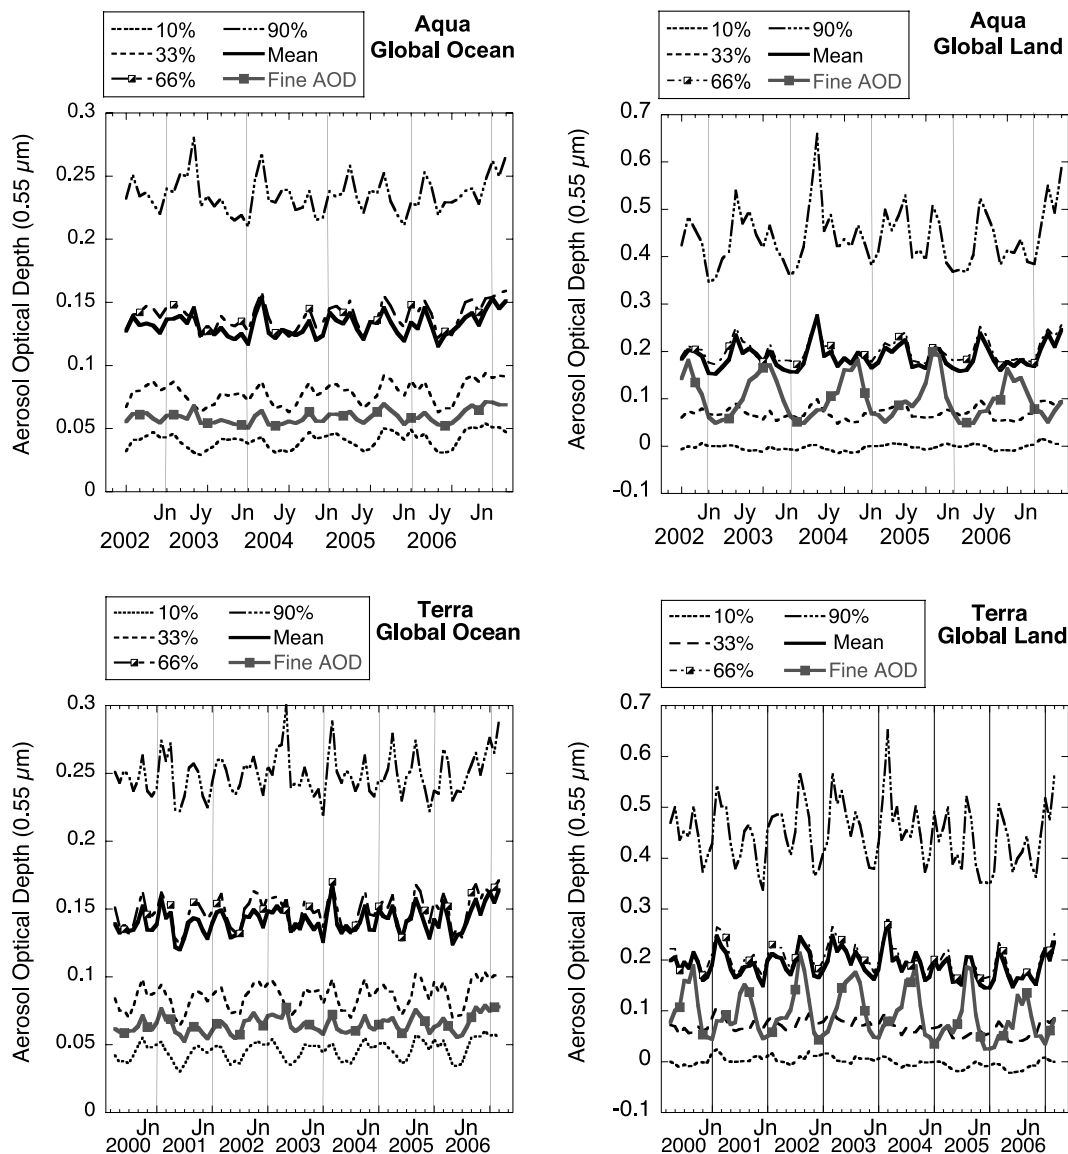 10%
90%
33%
Mean
66%
Fine AOD
Aqua
Global Ocean
Aerosol Optical Depth (0.55 µm)
0.3
0.25
0.2
0.15
0.1
0.05
0
Jn Jy Jn Jy Jn Jy Jn Jy Jn
2002 2003 2004 2005 2006
10%
90%
33%
Mean
66%
Fine AOD
Aqua
Global Land
Aerosol Optical Depth (0.55 µm)
0.7
0.6
0.5
0.4
0.3
0.2
0.1
0
-0.1
Jn Jy Jn Jy Jn Jy Jn Jy Jn
2002 2003 2004 2005 2006
10%
90%
33%
Mean
66%
Fine AOD
Terra
Global Ocean
Aerosol Optical Depth (0.55 µm)
0.3
0.25
0.2
0.15
0.1
0.05
0
Jn Jn Jn Jn Jn Jn Jn
2000 2001 2002 2003 2004 2005 2006
10%
90%
33%
Mean
66%
Fine AOD
Terra
Global Land
Aerosol Optical Depth (0.55 µm)
0.7
0.6
0.5
0.4
0.3
0.2
0.1
0
-0.1
Jn Jn Jn Jn Jn Jn Jn
2000 2001 2002 2003 2004 2005 2006